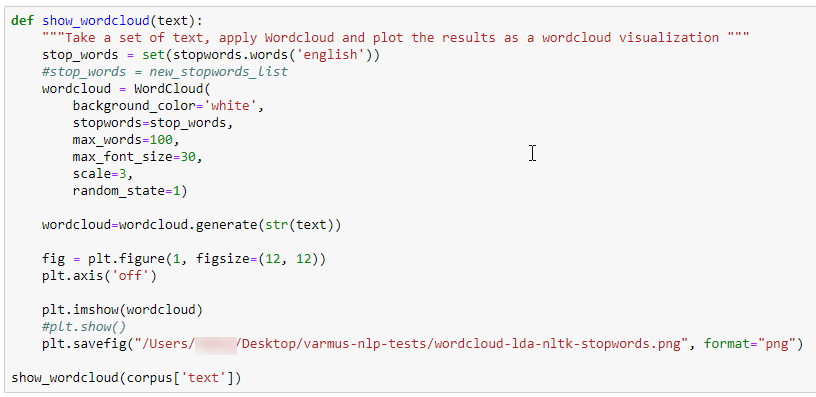 def show_wordcloud(text):
    """Take a set of text, apply Wordcloud and plot the results as a wordcloud visualization """
    stop_words = set(stopwords.words('english'))
    #stop_words = new_stopwords_list
    wordcloud = WordCloud(
        background_color='white',
        stopwords=stop_words,
        max_words=100,
        max_font_size=30,
        scale=3,
        random_state=1)
    wordcloud=wordcloud.generate(str(text))
    fig = plt.figure(1, figsize=(12, 12))
    plt.axis('off')
    plt.imshow(wordcloud)
    #plt.show()
    plt.savefig("/Users/ /Desktop/varmus-nlp-tests/wordcloud-lda-nltk-stopwords.png", format="png")
show_wordcloud(corpus['text'])